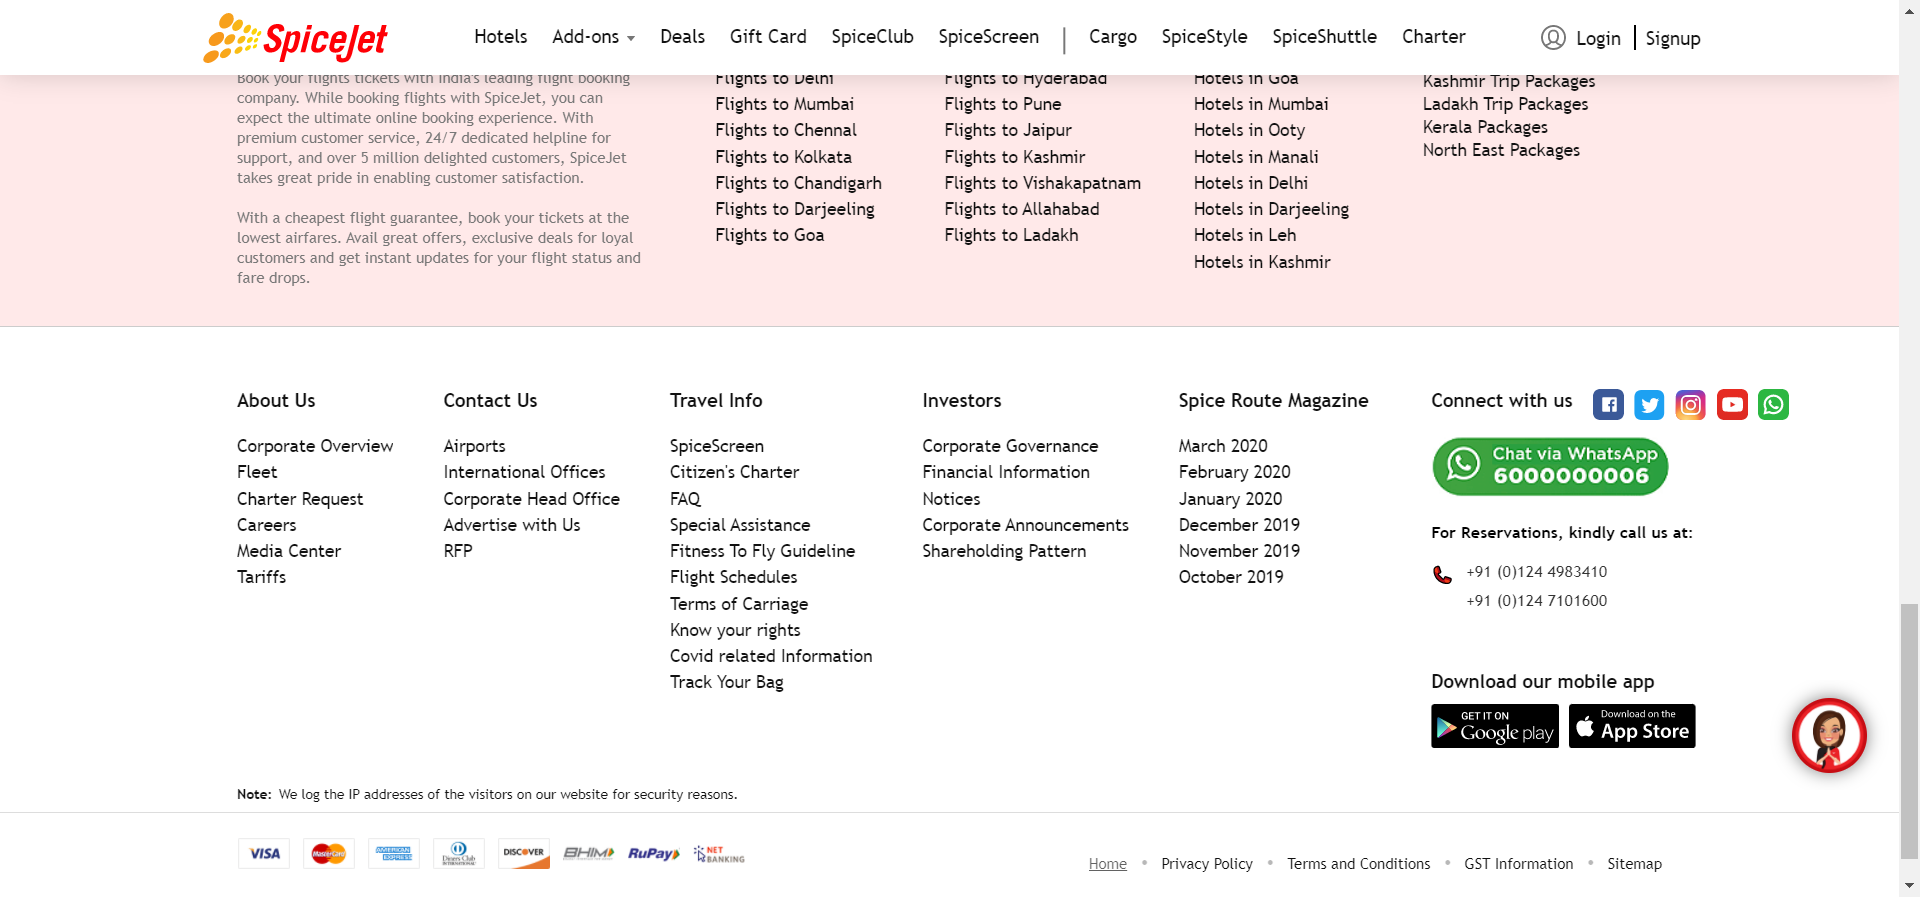 SpiceJet
Hotels Add-ons Deals Gift Card SpiceClub SpiceScreen | Cargo SpiceStyle SpiceShuttle Charter
Login | Signup
Book your flights tickets with India's leading flight booking
company. While booking flights with SpiceJet, you can
expect the ultimate online booking experience. With
premium customer service, 24/7 dedicated helpline for
support, and over 5 million delighted customers, SpiceJet
takes great pride in enabling customer satisfaction.
With a cheapest flight guarantee, book your tickets at the
lowest airfares. Avail great offers, exclusive deals for loyal
customers and get instant updates for your flight status and
fare drops.
Flights to Delhi
Flights to Mumbai
Flights to Chennal
Flights to Kolkata
Flights to Chandigarh
Flights to Darjeeling
Flights to Goa
Flights to Hyderabad
Flights to Pune
Flights to Jaipur
Flights to Kashmir
Flights to Vishakapatnam
Flights to Allahabad
Flights to Ladakh
Hotels in Goa
Hotels in Mumbai
Hotels in Ooty
Hotels in Manali
Hotels in Delhi
Hotels in Darjeeling
Hotels in Leh
Hotels in Kashmir
Kashmir Trip Packages
Ladakh Trip Packages
Kerala Packages
North East Packages
About Us
Corporate Overview
Fleet
Charter Request
Careers
Media Center
Tariffs
Contact Us
Airports
International Offices
Corporate Head Office
Advertise with Us
RFP
Travel Info
SpiceScreen
Citizen's Charter
FAQ
Special Assistance
Fitness To Fly Guideline
Flight Schedules
Terms of Carriage
Know your rights
Covid related Information
Track Your Bag
Investors
Corporate Governance
Financial Information
Notices
Corporate Announcements
Shareholding Pattern
Spice Route Magazine
March 2020
February 2020
January 2020
December 2019
November 2019
October 2019
Connect with us
Chat via WhatsApp
6000000006
For Reservations, kindly call us at:
+91 (0)124 4983410
+91 (0)124 7101600
Download our mobile app
GET IT ON
Google play
Download on the
App Store
Note: We log the IP addresses of the visitors on our website for security reasons.
VISA
MasterCard
AMERICAN
EXPRESS
Diners Club
INTERNATIONAL
DISCOVER
BHIM
RuPay
NET
BANKING
Home • Privacy Policy • Terms and Conditions • GST Information • Sitemap